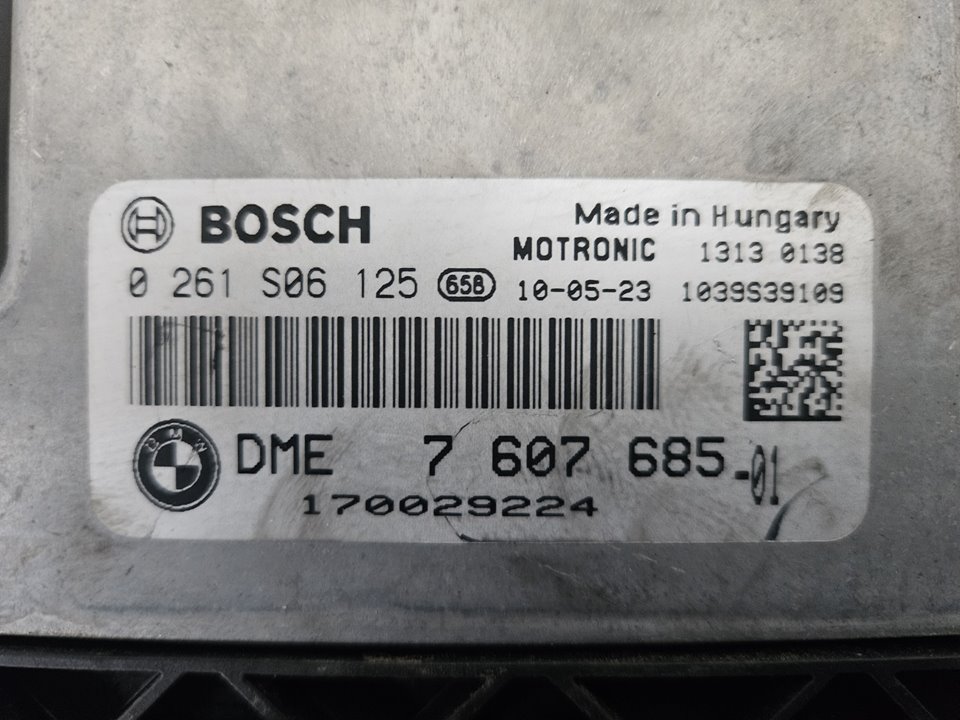 BOSCH
Made in Hungary
MOTRONIC 1313 0138
0 261 S06 125 658 10-05-23 1039S39109
BMW DME 7 607 685-01
170029224